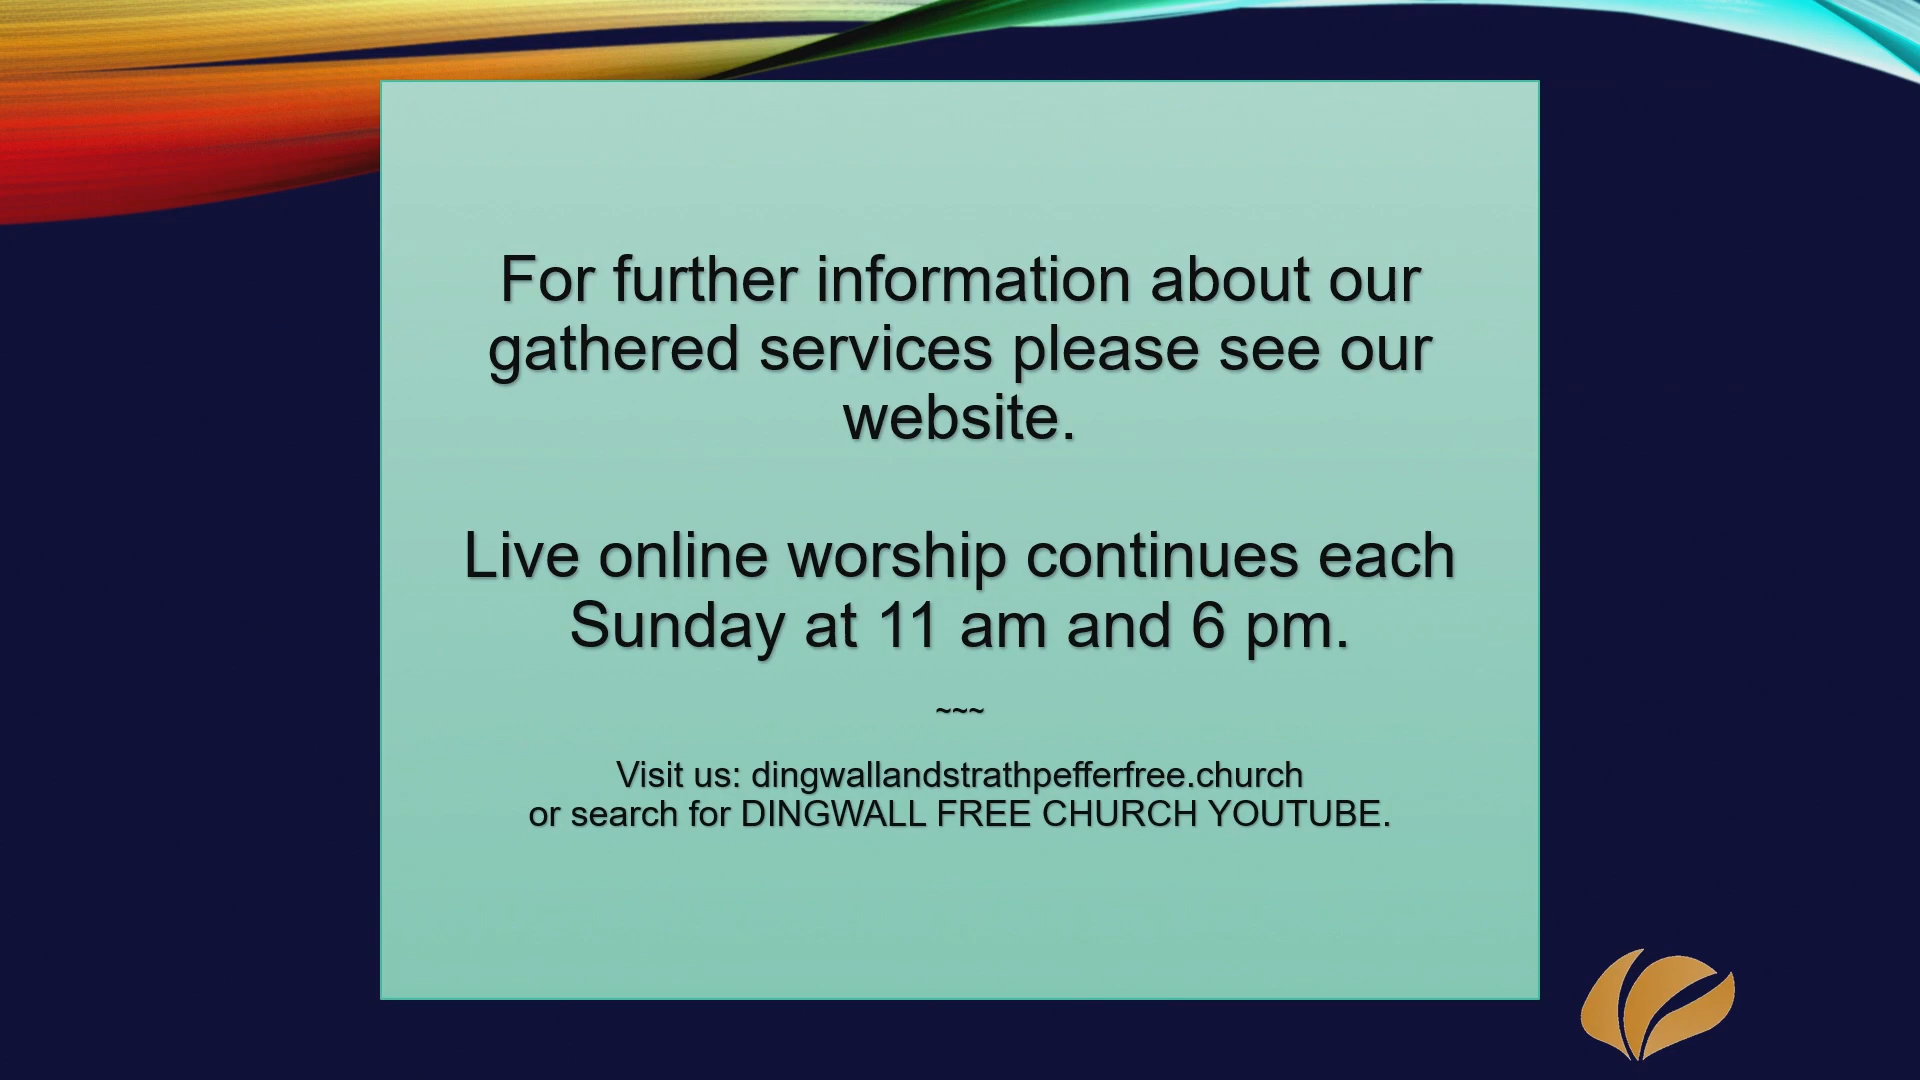 For further information about our
gathered services please see our
website.
Live online worship continues each
Sunday at 11 am and 6 pm.
~~~
Visit us: dingwallandstrathpefferfree.church
or search for DINGWALL FREE CHURCH YOUTUBE.